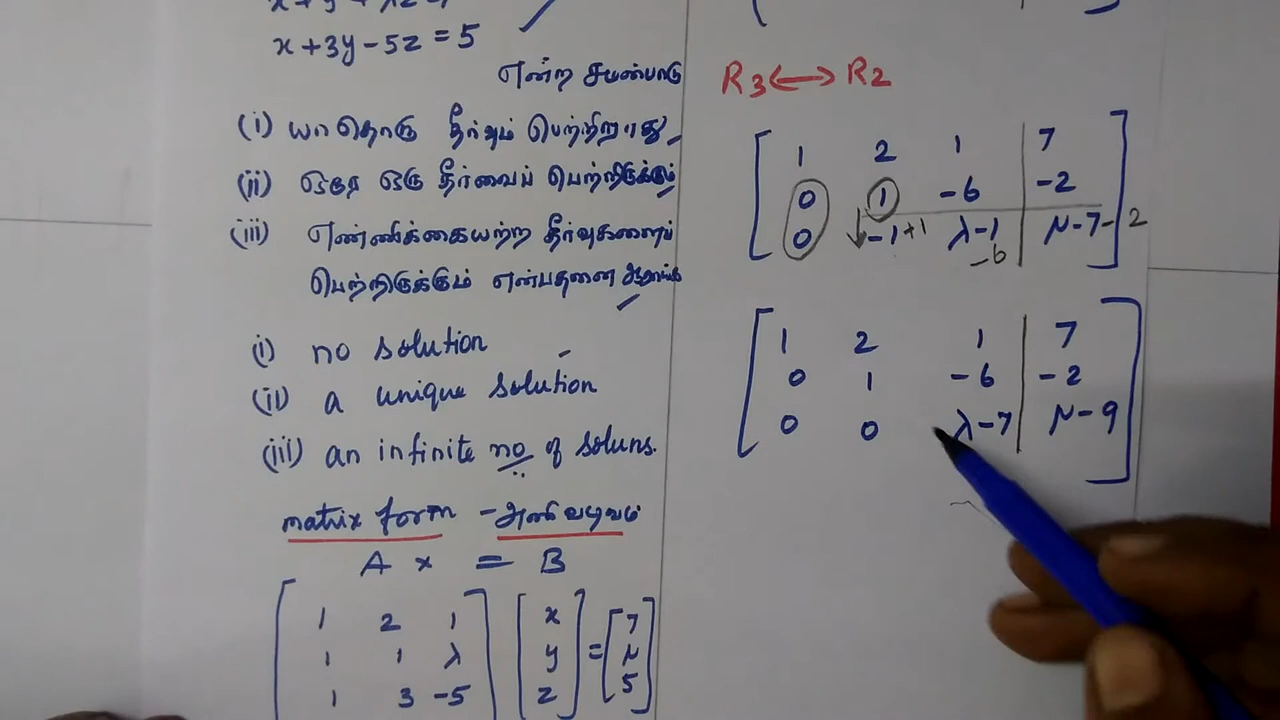 x + 3y - 5z = 5
என்ற சமன்பாடு
(i) யாதொரு தீர்வும் பெற்றிராது
(ii) ஒரே ஒரு தீர்வைப் பெற்றிருக்கும்
(iii) எண்ணிக்கையற்ற தீர்வுகளைப்
பெற்றிருக்கும் என்பதனை ஆராய்க
(i) no solution
(ii) a unique solution
(iii) an infinite no of soluns.
matrix form - அணி வடிவம்
A x = B
1 2 1 x 7
1 1 λ y = μ
1 3 -5 z 5
R3 ↔ R2
1 2 1 7
0 1 -6 -2
0 -1+1 λ-1-6 μ-7-2
1 2 1 7
0 1 -6 -2
0 0 λ-7 μ-9